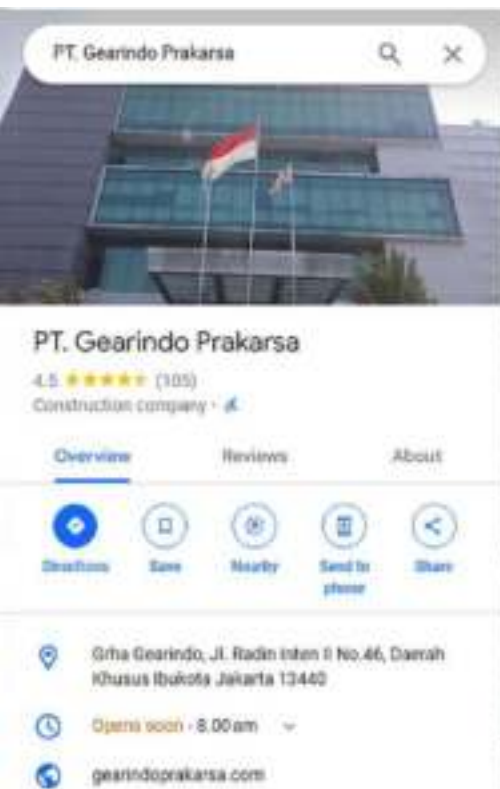 PT. Gearindo Prakarsa
PT. Gearindo Prakarsa
4.5 (105)
Construction company ·
Overview Reviews About
Directions Save Nearby Send to phone Share
Grha Gearindo, Jl. Radin Inten II No.46, Daerah
Khusus Ibukota Jakarta 13440
Opens soon · 8.00 am
gearindoprakarsa.com